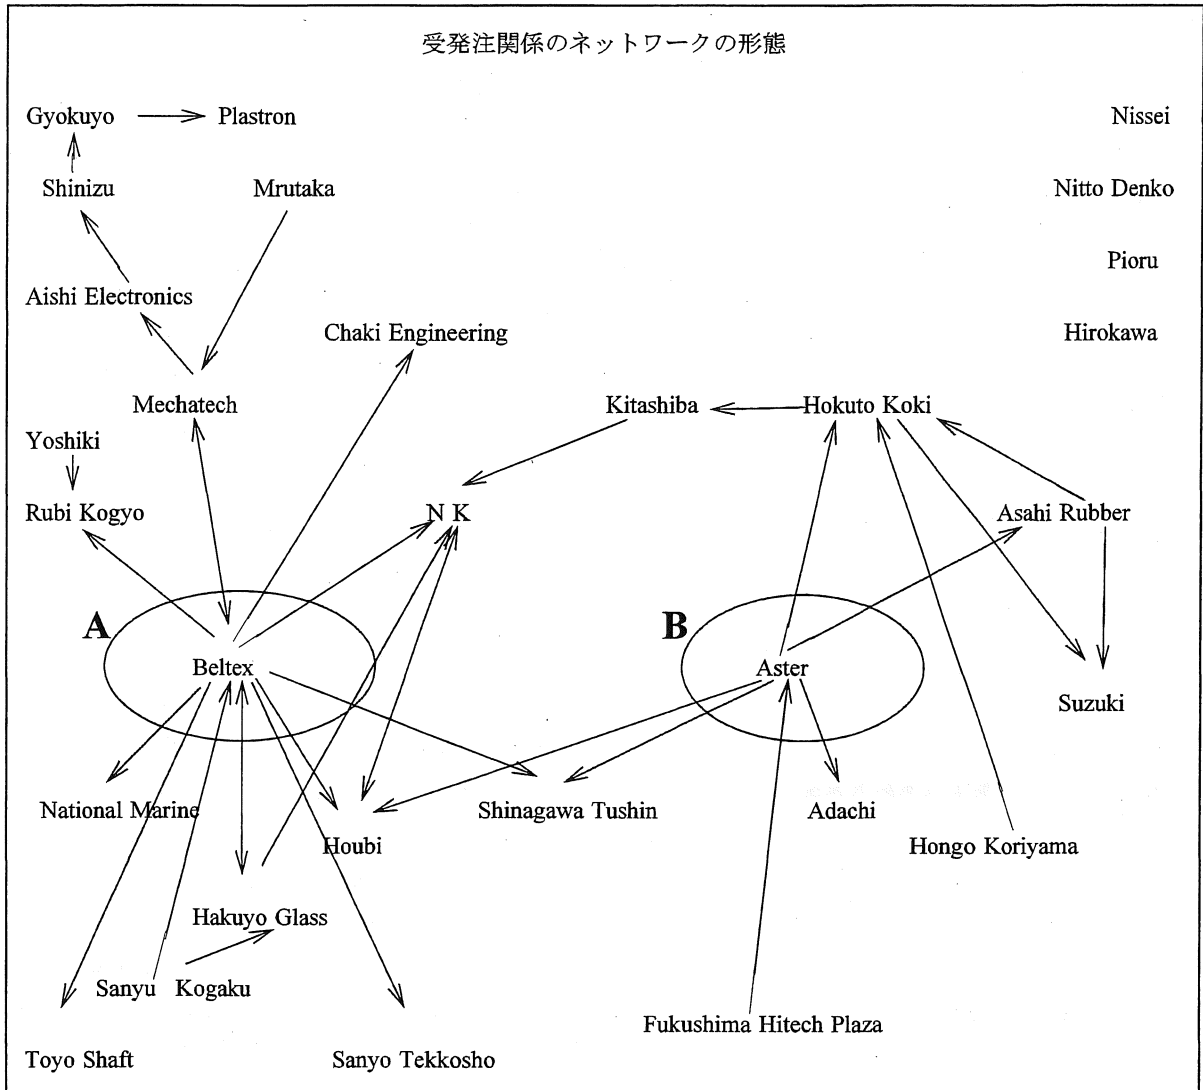 受発注関係のネットワークの形態
Gyokuyo Plastron Nissei
Shinizu Mrutaka Nitto Denko
Pioru
Aishi Electronics
Chaki Engineering Hirokawa
Mechatech Kitashiba Hokuto Koki
Yoshiki
Rubi Kogyo N K Asahi Rubber
A B
Beltex Aster
Suzuki
National Marine Shinagawa Tushin Adachi
Houbi Hongo Koriyama
Hakuyo Glass
Sanyu Kogaku
Fukushima Hitech Plaza
Toyo Shaft Sanyo Tekkosho